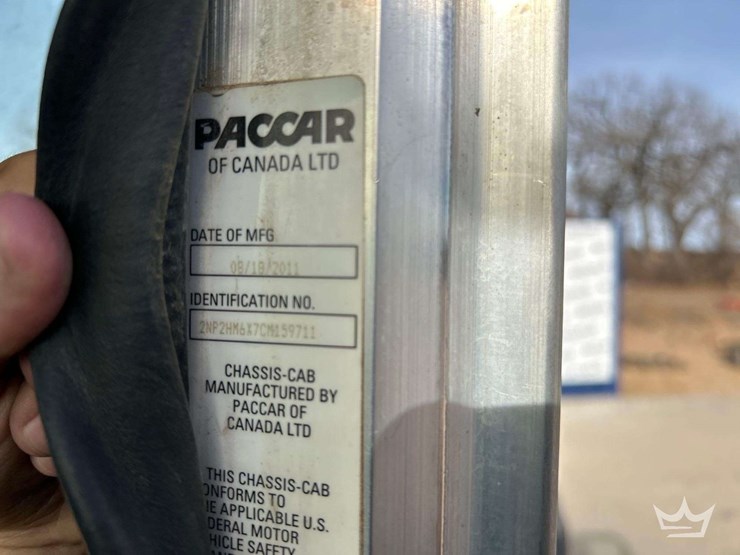 PACCAR
OF CANADA LTD
DATE OF MFG
08/18/2011
IDENTIFICATION NO.
2NP2HM6X7CM159711
CHASSIS-CAB
MANUFACTURED BY
PACCAR OF
CANADA LTD
THIS CHASSIS-CAB
ONFORMS TO
IE APPLICABLE U.S.
DERAL MOTOR
HICLE SAFETY